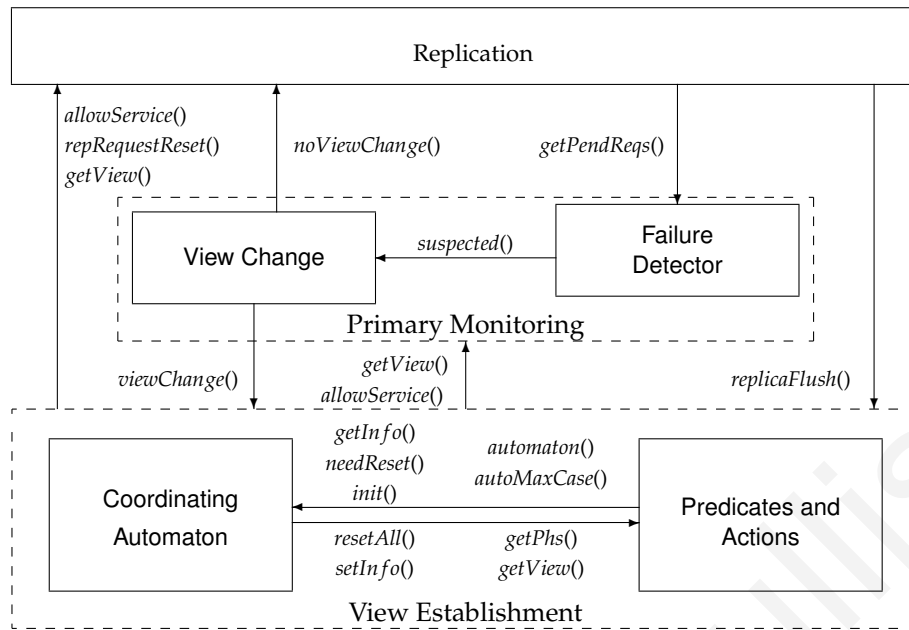 Replication
allowService()
repRequestReset()
getView()
noViewChange()
getPendReqs()
View Change
suspected()
Failure
Detector
Primary Monitoring
viewChange()
getView()
allowService()
replicaFlush()
Coordinating
Automaton
getInfo()
needReset()
init()
automaton()
autoMaxCase()
resetAll()
setInfo()
getPhs()
getView()
Predicates and
Actions
View Establishment